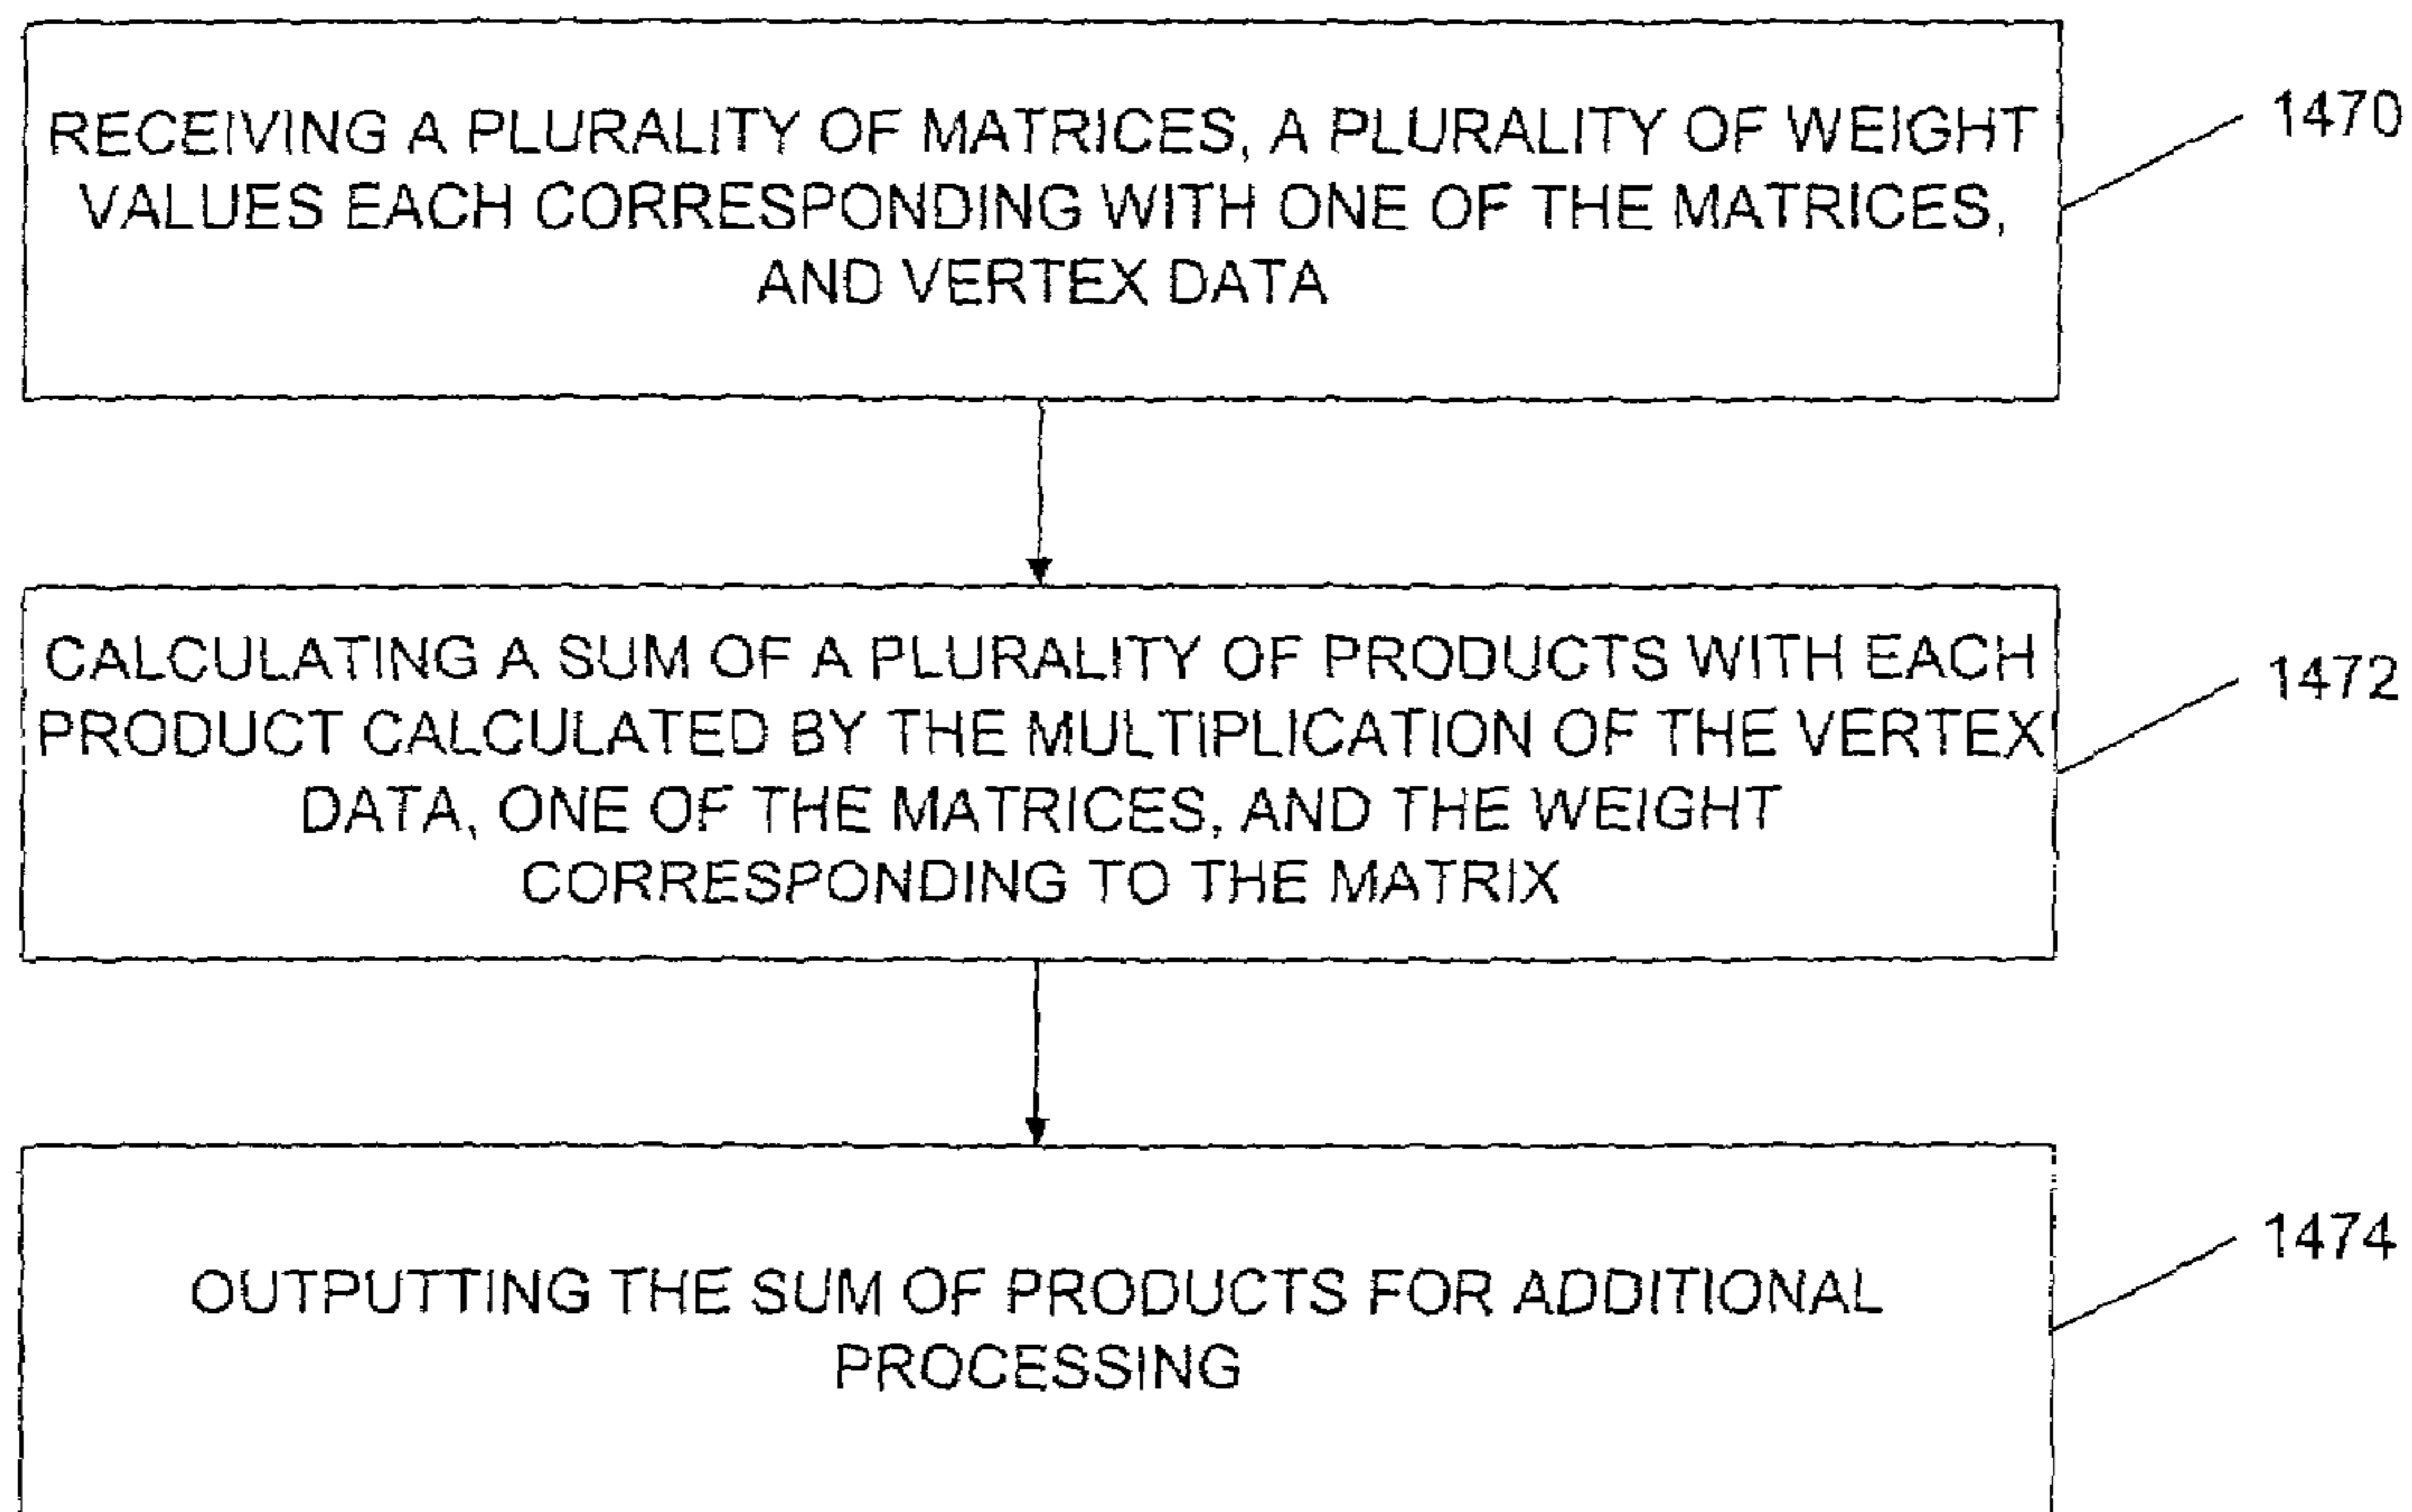 RECEIVING A PLURALITY OF MATRICES, A PLURALITY OF WEIGHT
VALUES EACH CORRESPONDING WITH ONE OF THE MATRICES,
AND VERTEX DATA
1470
CALCULATING A SUM OF A PLURALITY OF PRODUCTS WITH EACH
PRODUCT CALCULATED BY THE MULTIPLICATION OF THE VERTEX
DATA, ONE OF THE MATRICES, AND THE WEIGHT
CORRESPONDING TO THE MATRIX
1472
OUTPUTTING THE SUM OF PRODUCTS FOR ADDITIONAL
PROCESSING
1474